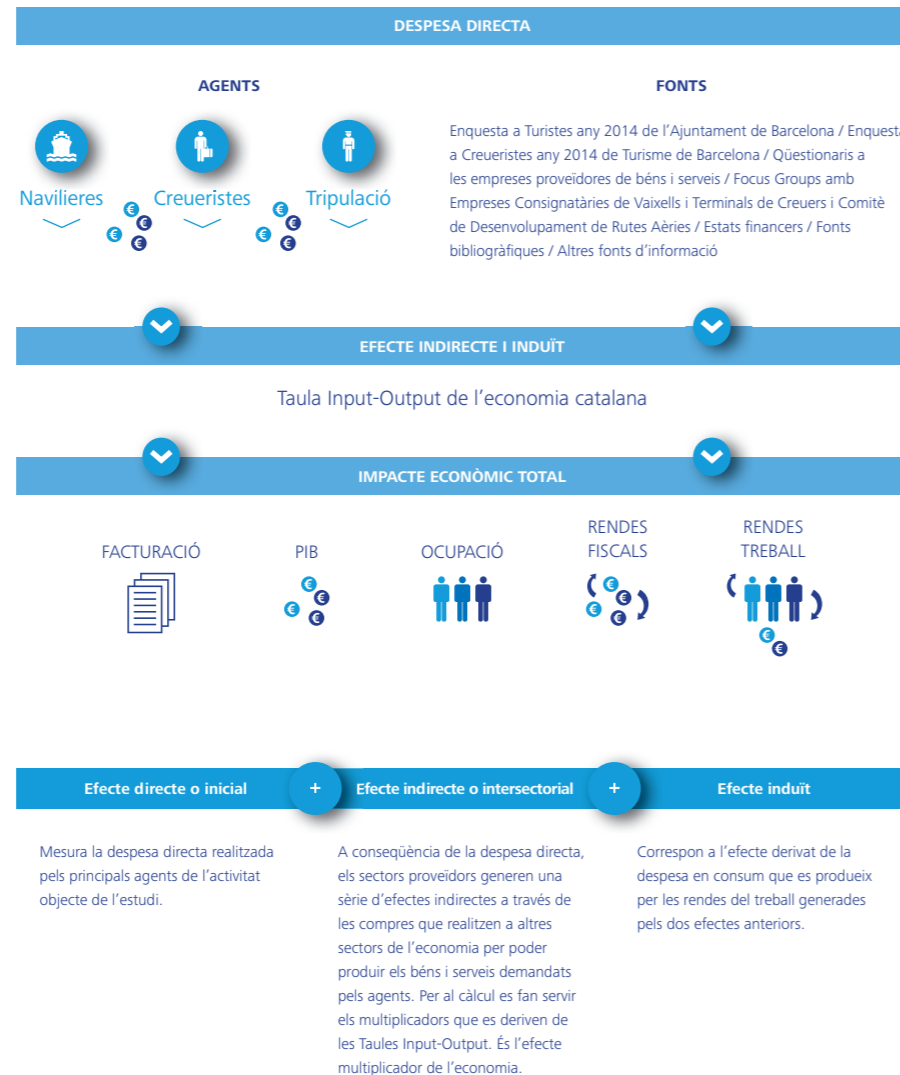 DESPESA DIRECTA
AGENTS
Navilieres
Creueristes
Tripulació
FONTS
Enquesta a Turistes any 2014 de l'Ajuntament de Barcelona / Enquesta
a Creueristes any 2014 de Turisme de Barcelona / Qüestionaris a
les empreses proveïdores de béns i serveis / Focus Groups amb
Empreses Consignatàries de Vaixells i Terminals de Creuers i Comitè
de Desenvolupament de Rutes Aèries / Estats financers / Fonts
bibliogràfiques / Altres fonts d'informació
EFECTE INDIRECTE I INDUÏT
Taula Input-Output de l'economia catalana
IMPACTE ECONÒMIC TOTAL
FACTURACIÓ
PIB
OCUPACIÓ
RENDES
FISCALS
RENDES
TREBALL
Efecte directe o inicial
+
Efecte indirecte o intersectorial
+
Efecte induït
Mesura la despesa directa realitzada
pels principals agents de l'activitat
objecte de l'estudi.
A conseqüència de la despesa directa,
els sectors proveïdors generen una
sèrie d'efectes indirectes a través de
les compres que realitzen a altres
sectors de l'economia per poder
produir els béns i serveis demandats
pels agents. Per al càlcul es fan servir
els multiplicadors que es deriven de
les Taules Input-Output. És l'efecte
multiplicador de l'economia.
Correspon a l'efecte derivat de la
despesa en consum que es produeix
per les rendes del treball generades
pels dos efectes anteriors.